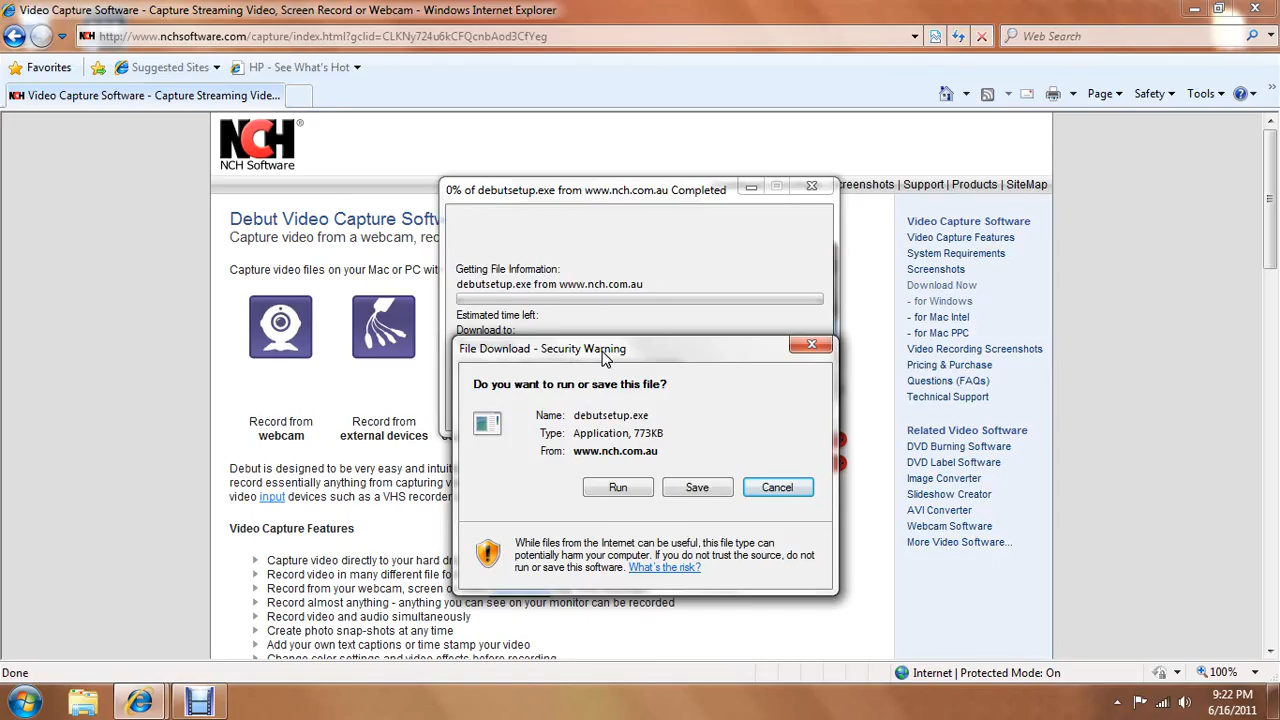 Video Capture Software - Capture Streaming Video, Screen Record or Webcam - Windows Internet Explorer
NCH http://www.nchsoftware.com/capture/index.html?gclid=CLKNy724u6kCFQcnbAod3CfYeg
Web Search
Favorites Suggested Sites HP - See What's Hot
NCH Video Capture Software - Capture Streaming Vide...
Page Safety Tools
NCH®
NCH Software
creenshots | Support | Products | SiteMap
0% of debutsetup.exe from www.nch.com.au Completed
Getting File Information:
debutsetup.exe from www.nch.com.au
Estimated time left:
Download to:
File Download - Security Warning
Do you want to run or save this file?
Name: debutsetup.exe
Type: Application, 773KB
From: www.nch.com.au
Run Save Cancel
While files from the Internet can be useful, this file type can
potentially harm your computer. If you do not trust the source, do not
run or save this software. What's the risk?
Debut Video Capture Softw
Capture video from a webcam, rec
Capture video files on your Mac or PC wit
Record from
webcam
Record from
external devices
Debut is designed to be very easy and intuit
record essentially anything from capturing
video input devices such as a VHS recorder
Video Capture Features
Capture video directly to your hard d
Record video in many different file fo
Record from your webcam, screen o
Record almost anything - anything you can see on your monitor can be recorded
Record video and audio simultaneously
Create photo snap-shots at any time
Add your own text captions or time stamp your video
Change color settings and video effects before recording
Video Capture Software
Video Capture Features
System Requirements
Screenshots
Download Now
- for Windows
- for Mac Intel
- for Mac PPC
Video Recording Screenshots
Pricing & Purchase
Questions (FAQs)
Technical Support
Related Video Software
DVD Burning Software
DVD Label Software
Image Converter
Slideshow Creator
AVI Converter
Webcam Software
More Video Software...
Done
Internet | Protected Mode: On
100%
9:22 PM
6/16/2011